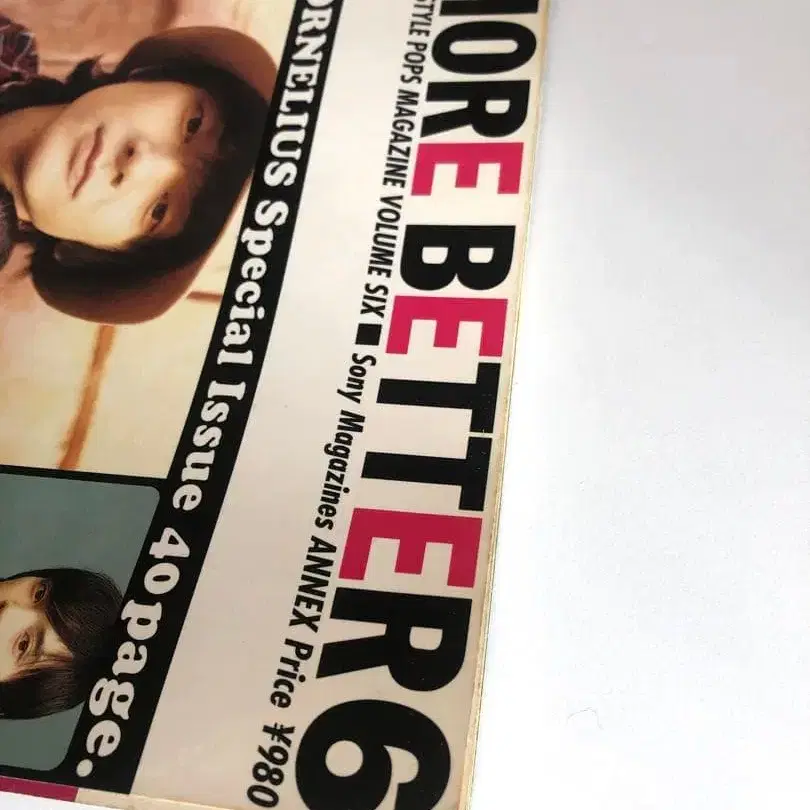 MORE BETTER 6
STYLE POPS MAGAZINE VOLUME SIX ■ Sony Magazines ANNEX Price ¥980
CORNELIUS Special Issue 40page.